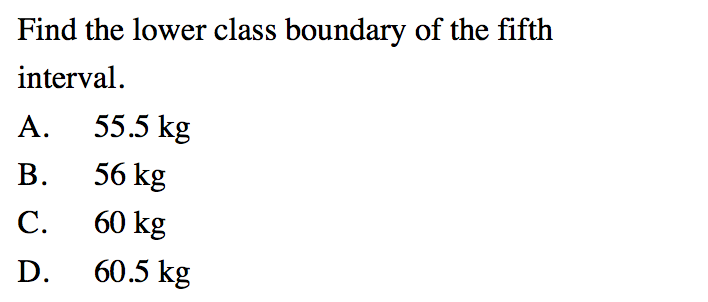 Find the lower class boundary of the fifth
interval.
A. 55.5 kg
B. 56 kg
C. 60 kg
D. 60.5 kg